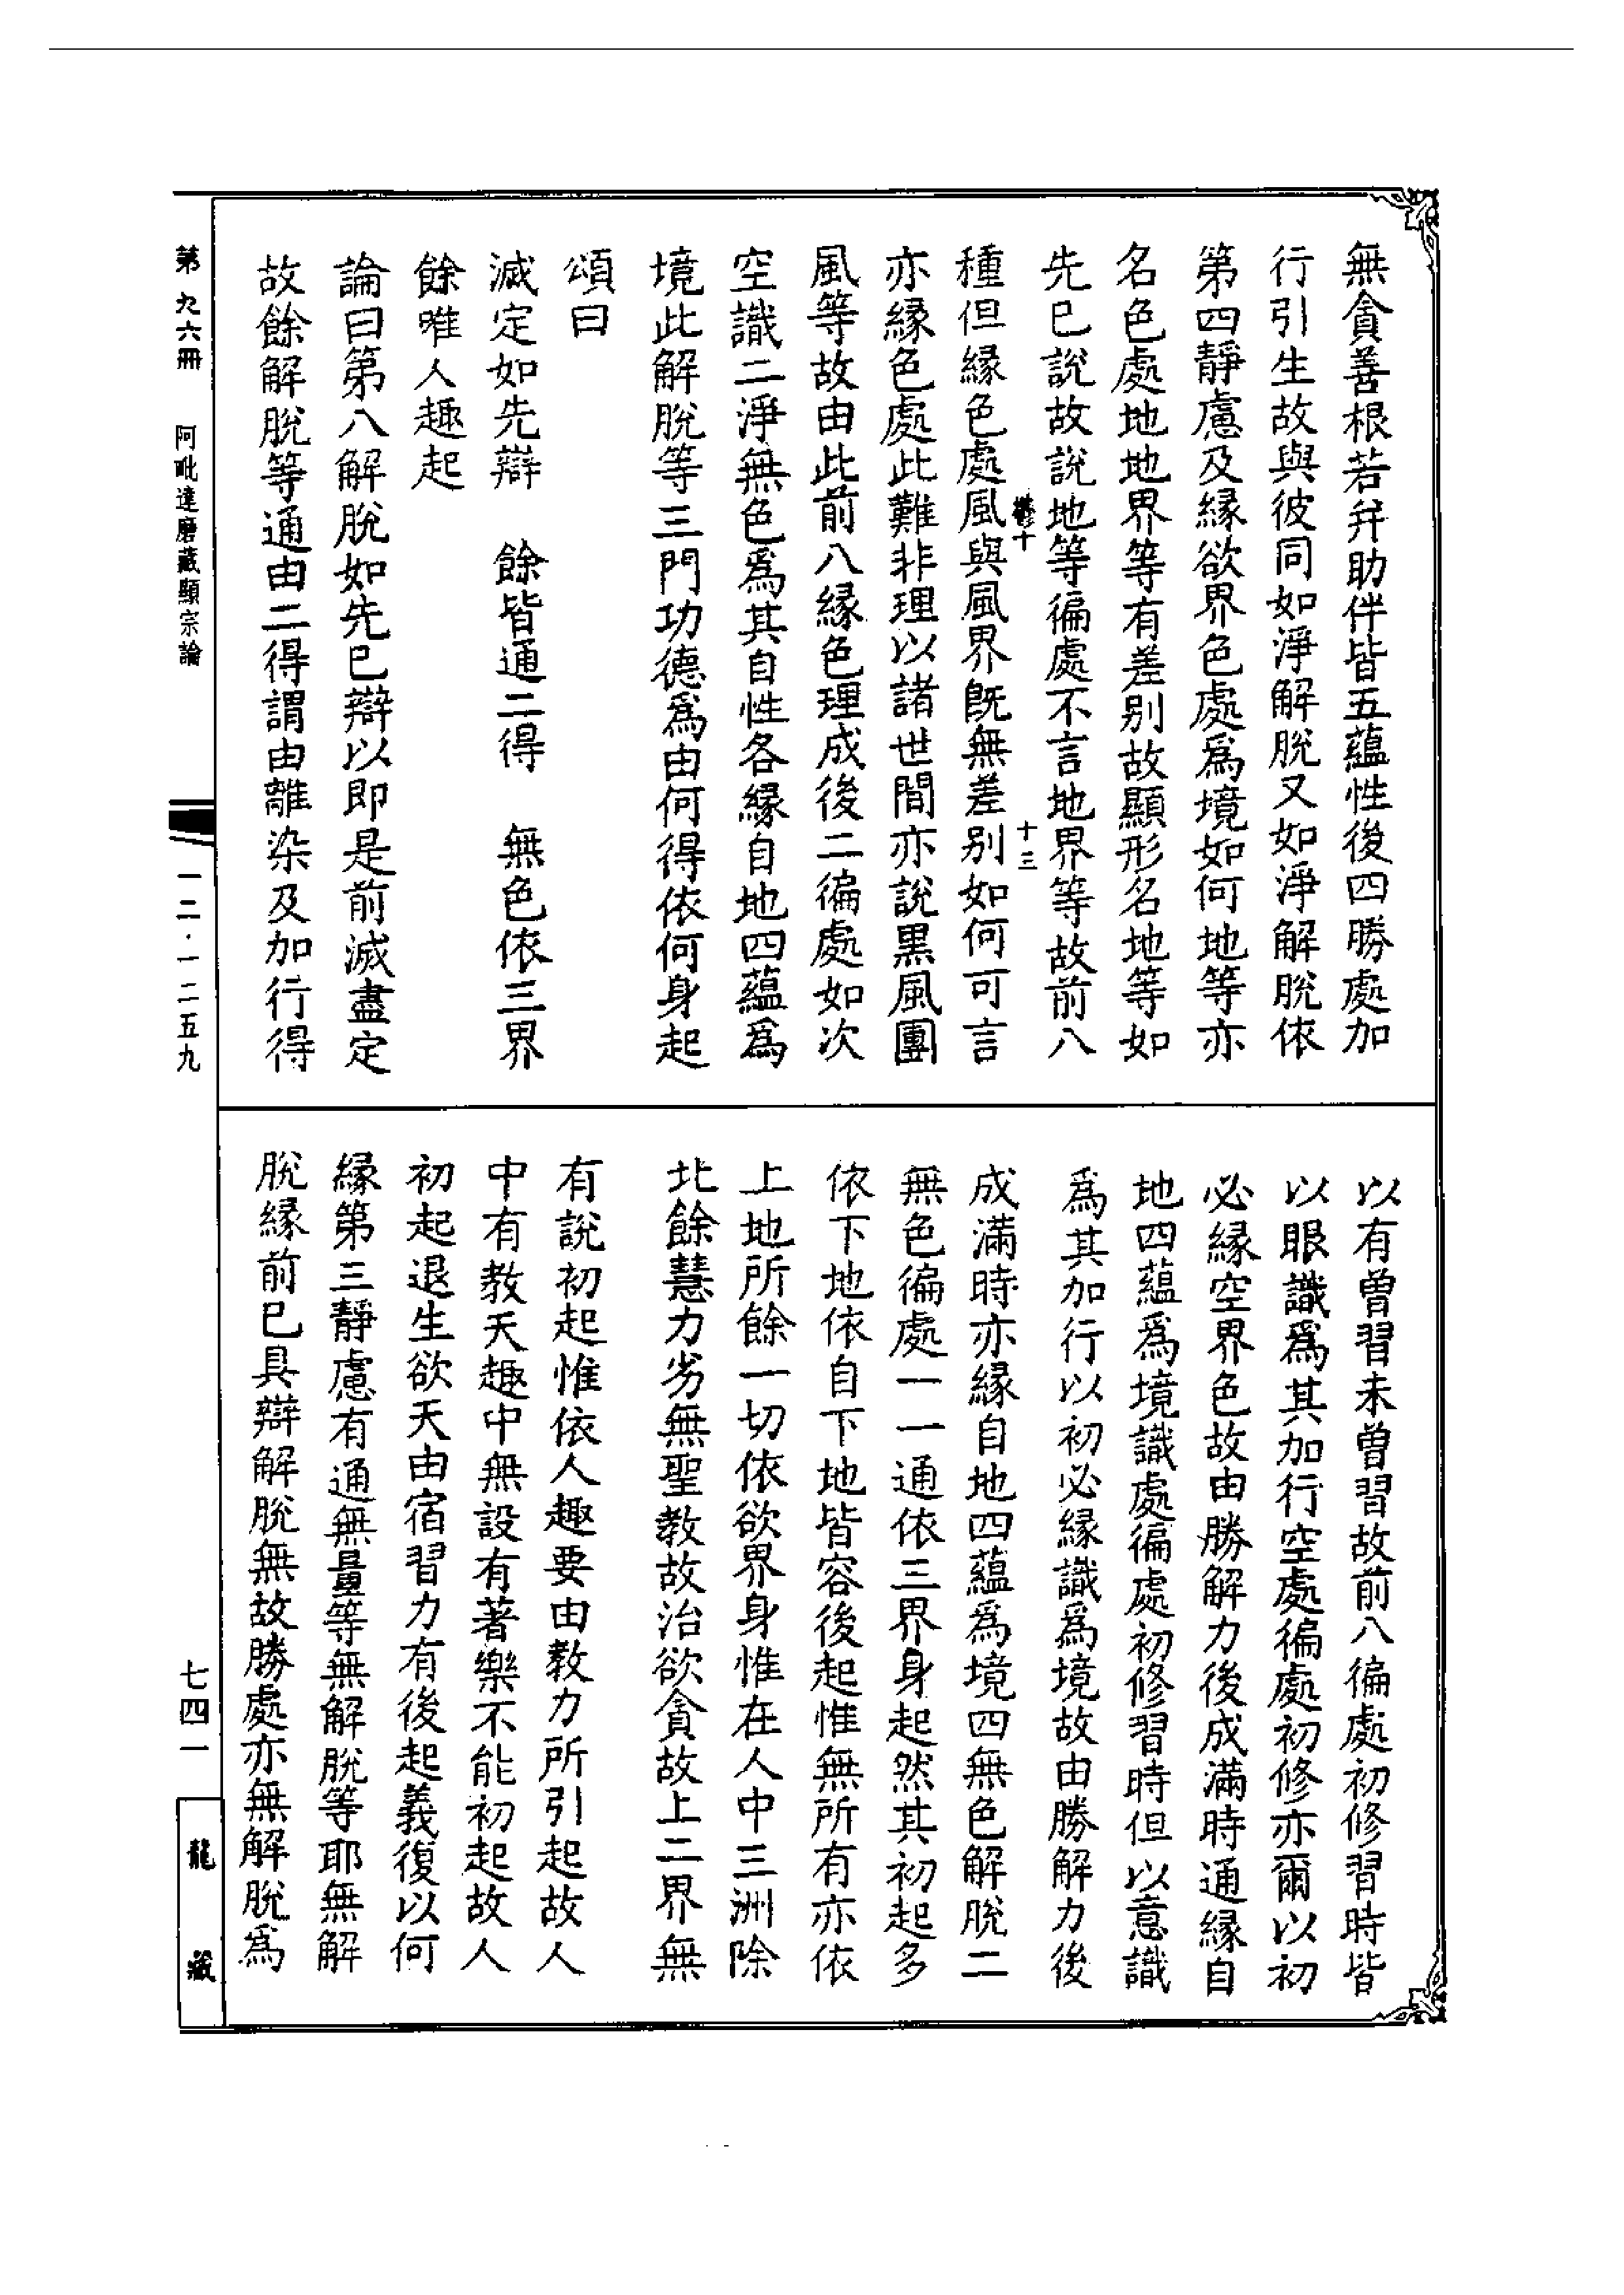 無貪善根若幷助伴皆五蘊性後四勝處加
行引生故與彼同如淨解脫又如淨解脫依
第四靜慮及緣欲界色處爲境如何地等亦
名色處地地界等有差別故顯形名地等如
先已說故說地等徧處不言地界等故前八
十 十三
種但緣色處風與風界旣無差別如何可言
亦緣色處此難非理以諸世間亦說黑風團
風等故由此前八緣色理成後二徧處如次
空識二淨無色爲其自性各緣自地四蘊爲
境此解脫等三門功德爲由何得依何身起
頌曰
滅定如先辯 餘皆通二得 無色依三界
餘唯人趣起
論曰第八解脫如先已辯以即是前滅盡定
故餘解脫等通由二得謂由離染及加行得
以有曾習未曾習故前八徧處初修習時皆
以眼識爲其加行空處徧處初修亦爾以初
必緣空界色故由勝解力後成滿時通緣自
地四蘊爲境識處徧處初修習時但以意識
爲其加行以初必緣識爲境故由勝解力後
成滿時亦緣自地四蘊爲境四無色解脫二
無色徧處一一通依三界身起然其初起多
依下地依自下地皆容後起惟無所有亦依
上地所餘一切依欲界身惟在人中三洲除
北餘慧力劣無聖教故治欲貪故上二界無
有說初起惟依人趣要由教力所引起故人
中有教天趣中無設有著樂不能初起故人
初起退生欲天由宿習力有後起義復以何
緣第三靜慮有通無量等無解脫等耶無解
脫緣前已具辯解脫無故勝處亦無解脫爲
第九六冊 阿毗達磨藏顯宗論
一二·一二五九
七四一
龍藏